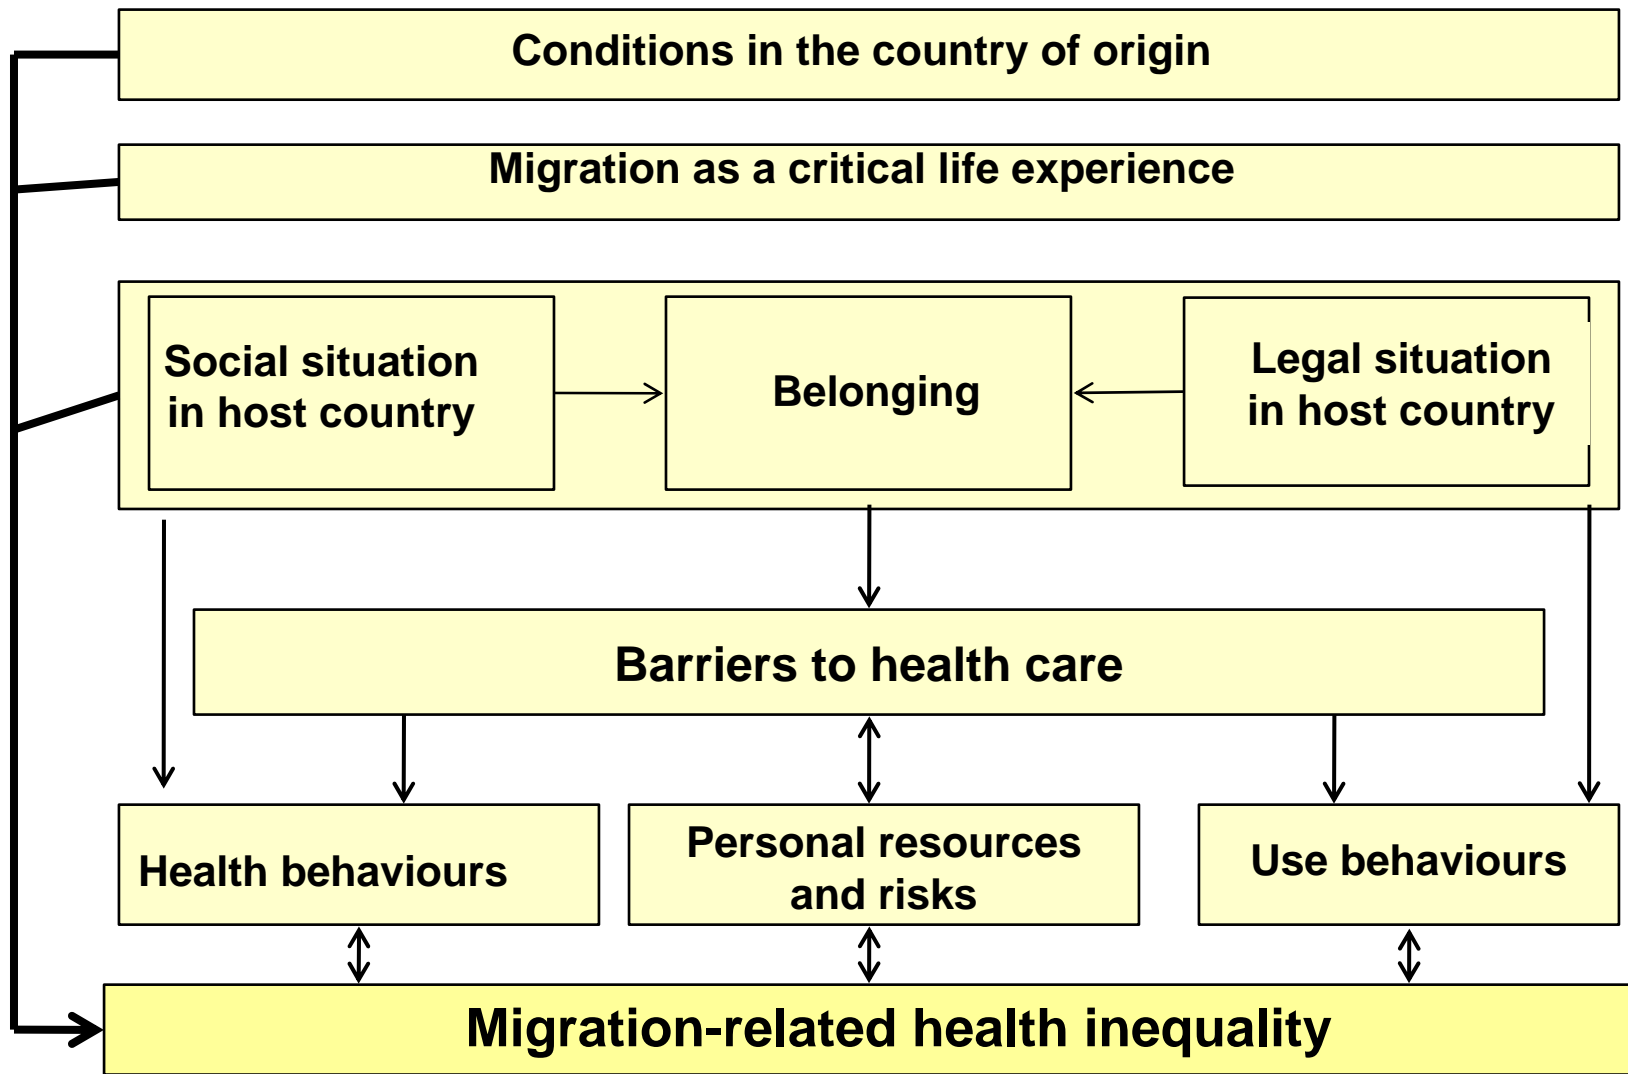 Conditions in the country of origin
Migration as a critical life experience
Social situation
in host country
Belonging
Legal situation
in host country
Barriers to health care
Health behaviours
Personal resources
and risks
Use behaviours
Migration-related health inequality